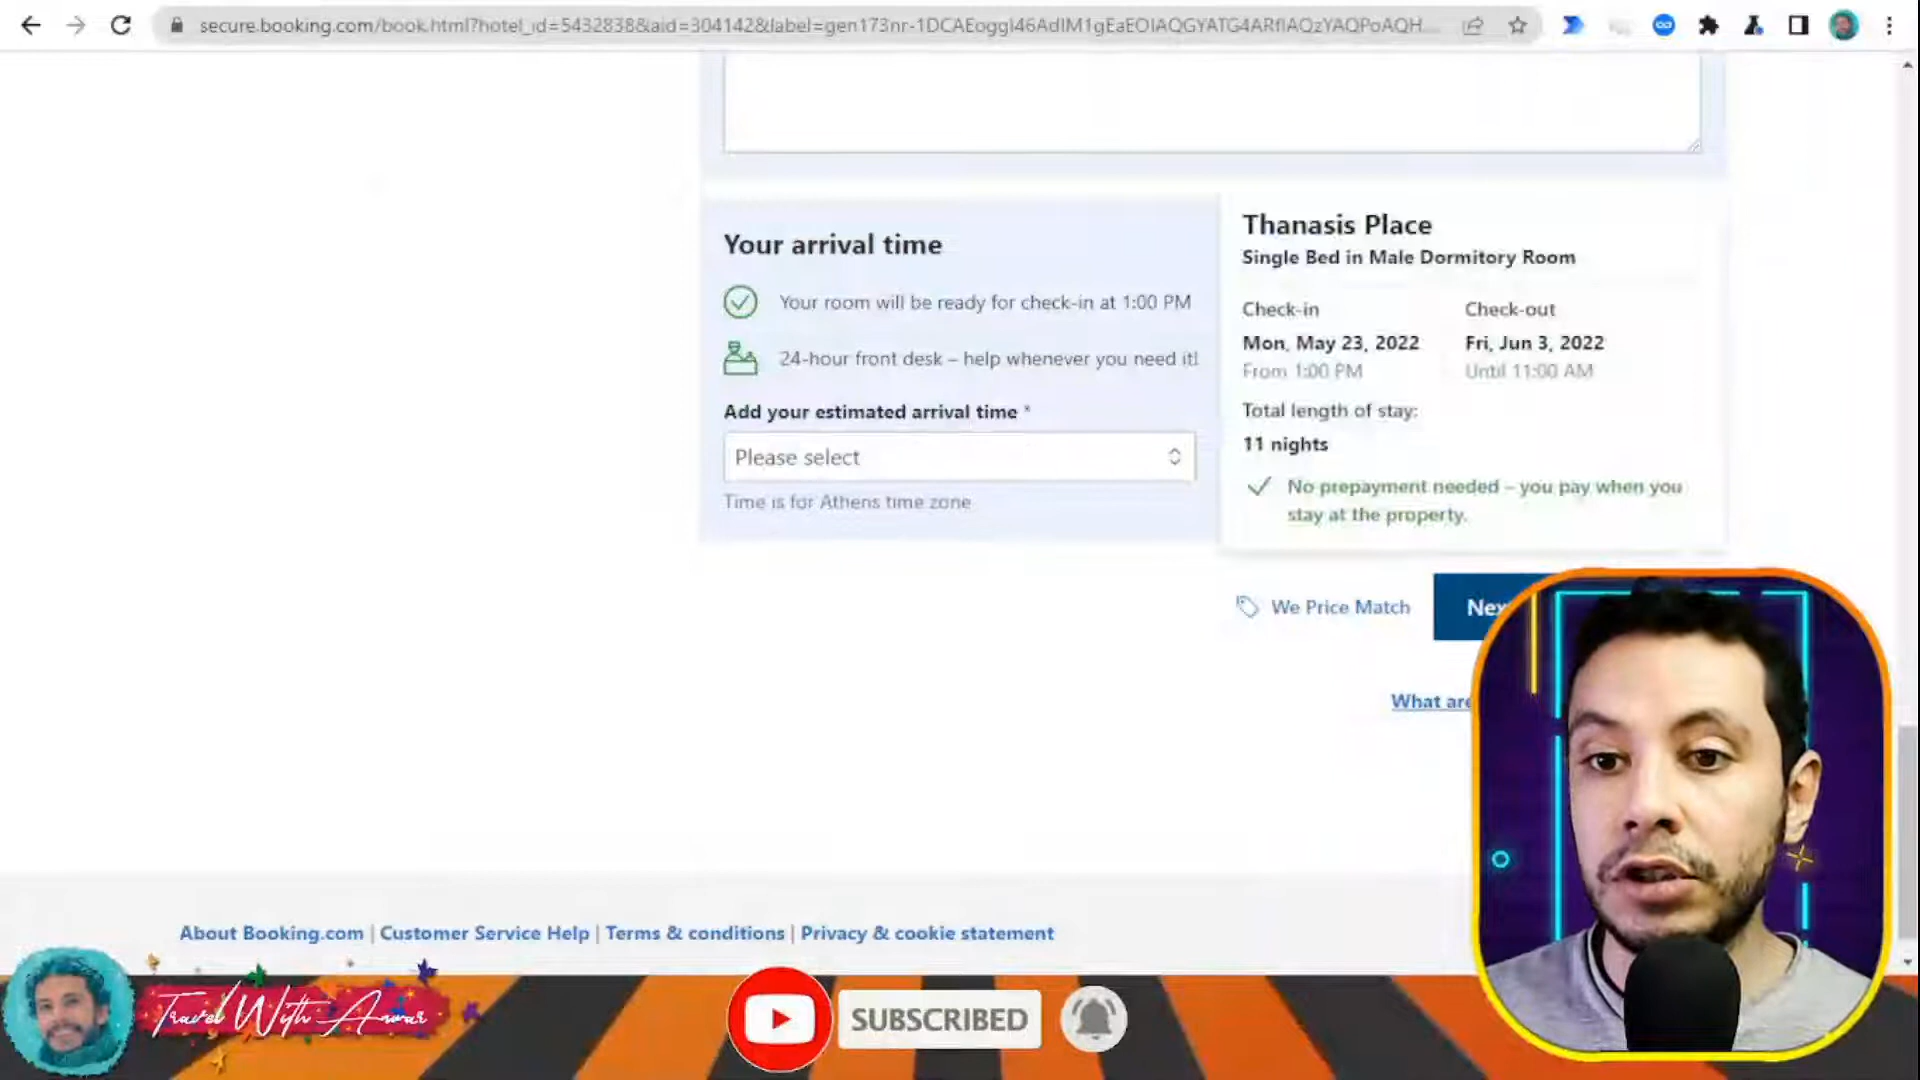 secure.booking.com/book.html?hotel_id=5432838&aid=304142&label=gen173nr-1DCAEoggI46AdIM1gEaEOIAQGYATG4ARfIAQzYAQPoAQH...
Your arrival time
Your room will be ready for check-in at 1:00 PM
24-hour front desk – help whenever you need it!
Add your estimated arrival time *
Please select
Time is for Athens time zone
Thanasis Place
Single Bed in Male Dormitory Room
Check-in
Check-out
Mon, May 23, 2022
Fri, Jun 3, 2022
From 1:00 PM
Until 11:00 AM
Total length of stay:
11 nights
No prepayment needed – you pay when you
stay at the property.
We Price Match
Nex
What are
About Booking.com | Customer Service Help | Terms & conditions | Privacy & cookie statement
Travel With Anwar
SUBSCRIBED